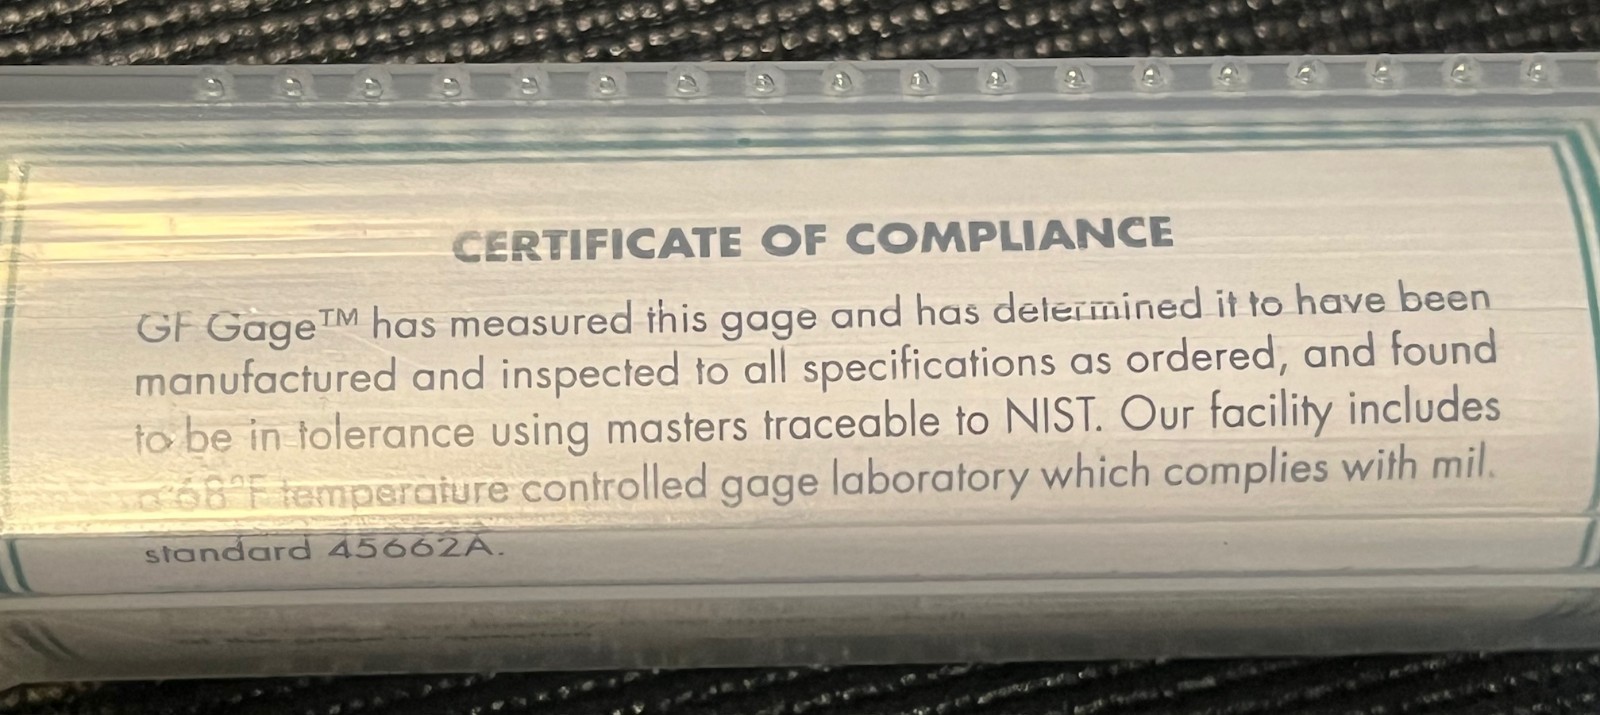 CERTIFICATE OF COMPLIANCE
GF Gage™ has measured this gage and has determined it to have been
manufactured and inspected to all specifications as ordered, and found
to be in tolerance using masters traceable to NIST. Our facility includes
a 68°F temperature controlled gage laboratory which complies with mil.
standard 45662A.